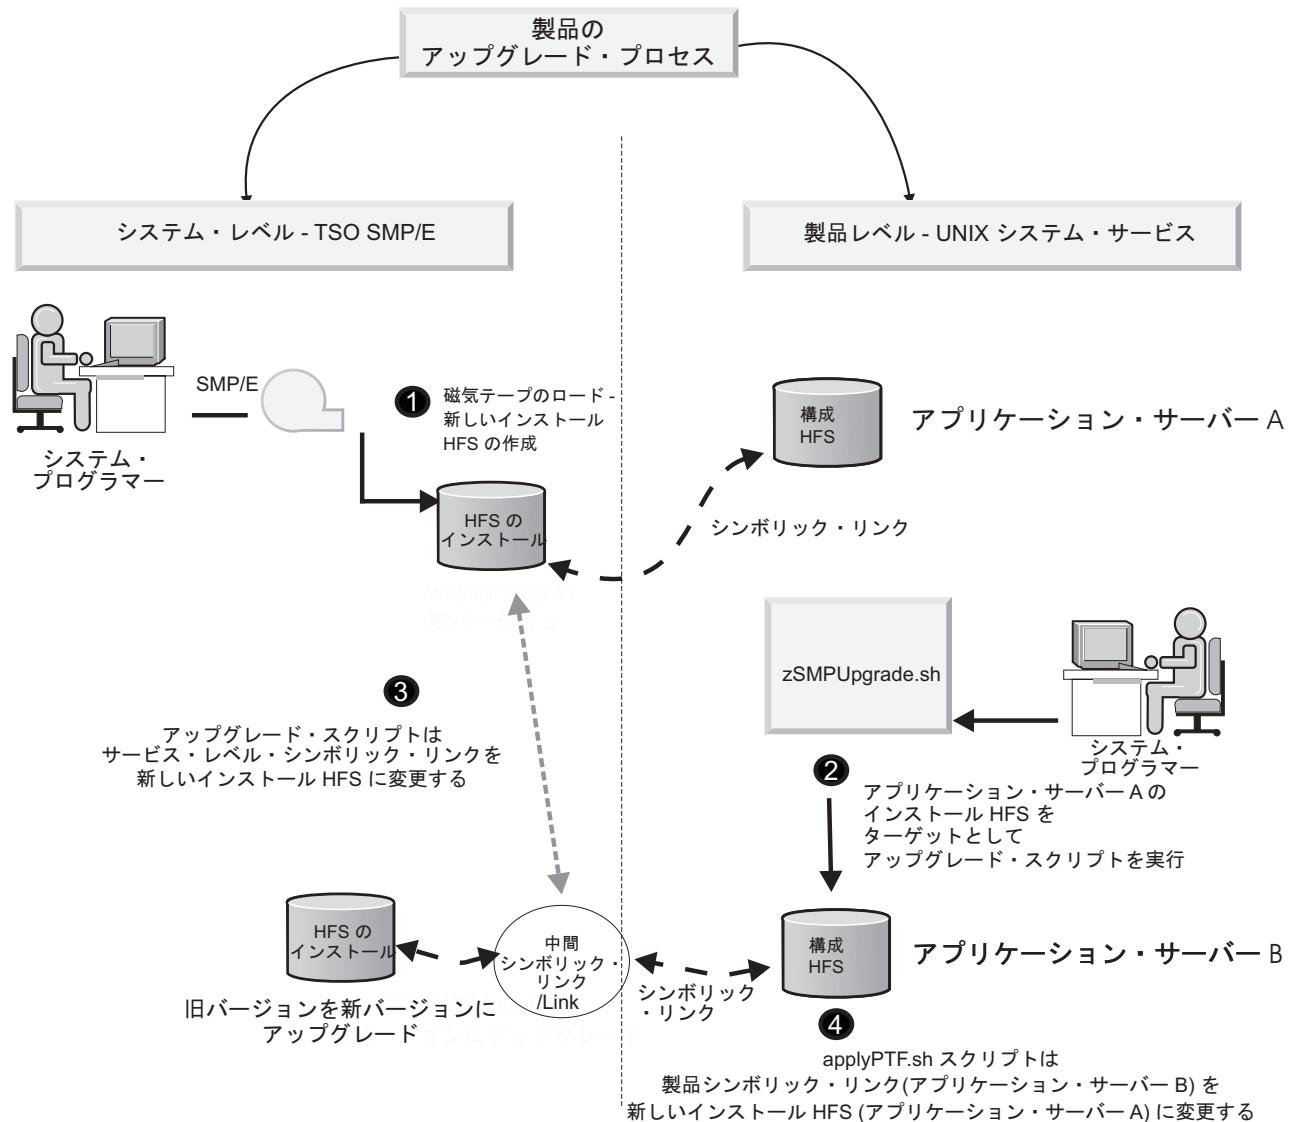 製品の
アップグレード・プロセス
システム・レベル - TSO SMP/E
製品レベル - UNIX システム・サービス
SMP/E
システム・
プログラマー
1
磁気テープのロード -
新しいインストール
HFS の作成
HFS の
インストール
WPS for z/OS の
新バージョン
構成
HFS
アプリケーション・サーバー A
シンボリック・リンク
zSMPUpgrade.sh
システム・
プログラマー
2
アプリケーション・サーバー A の
インストール HFS を
ターゲットとして
アップグレード・スクリプトを実行
3
アップグレード・スクリプトは
サービス・レベル・シンボリック・リンクを
新しいインストール HFS に変更する
HFS の
インストール
旧バージョンを新バージョンに
アップグレード
中間
シンボリック・
リンク
/Link
シンボリック
・リンク
構成
HFS
アプリケーション・サーバー B
4
applyPTF.sh スクリプトは
製品シンボリック・リンク(アプリケーション・サーバー B) を
新しいインストール HFS (アプリケーション・サーバー A) に変更する